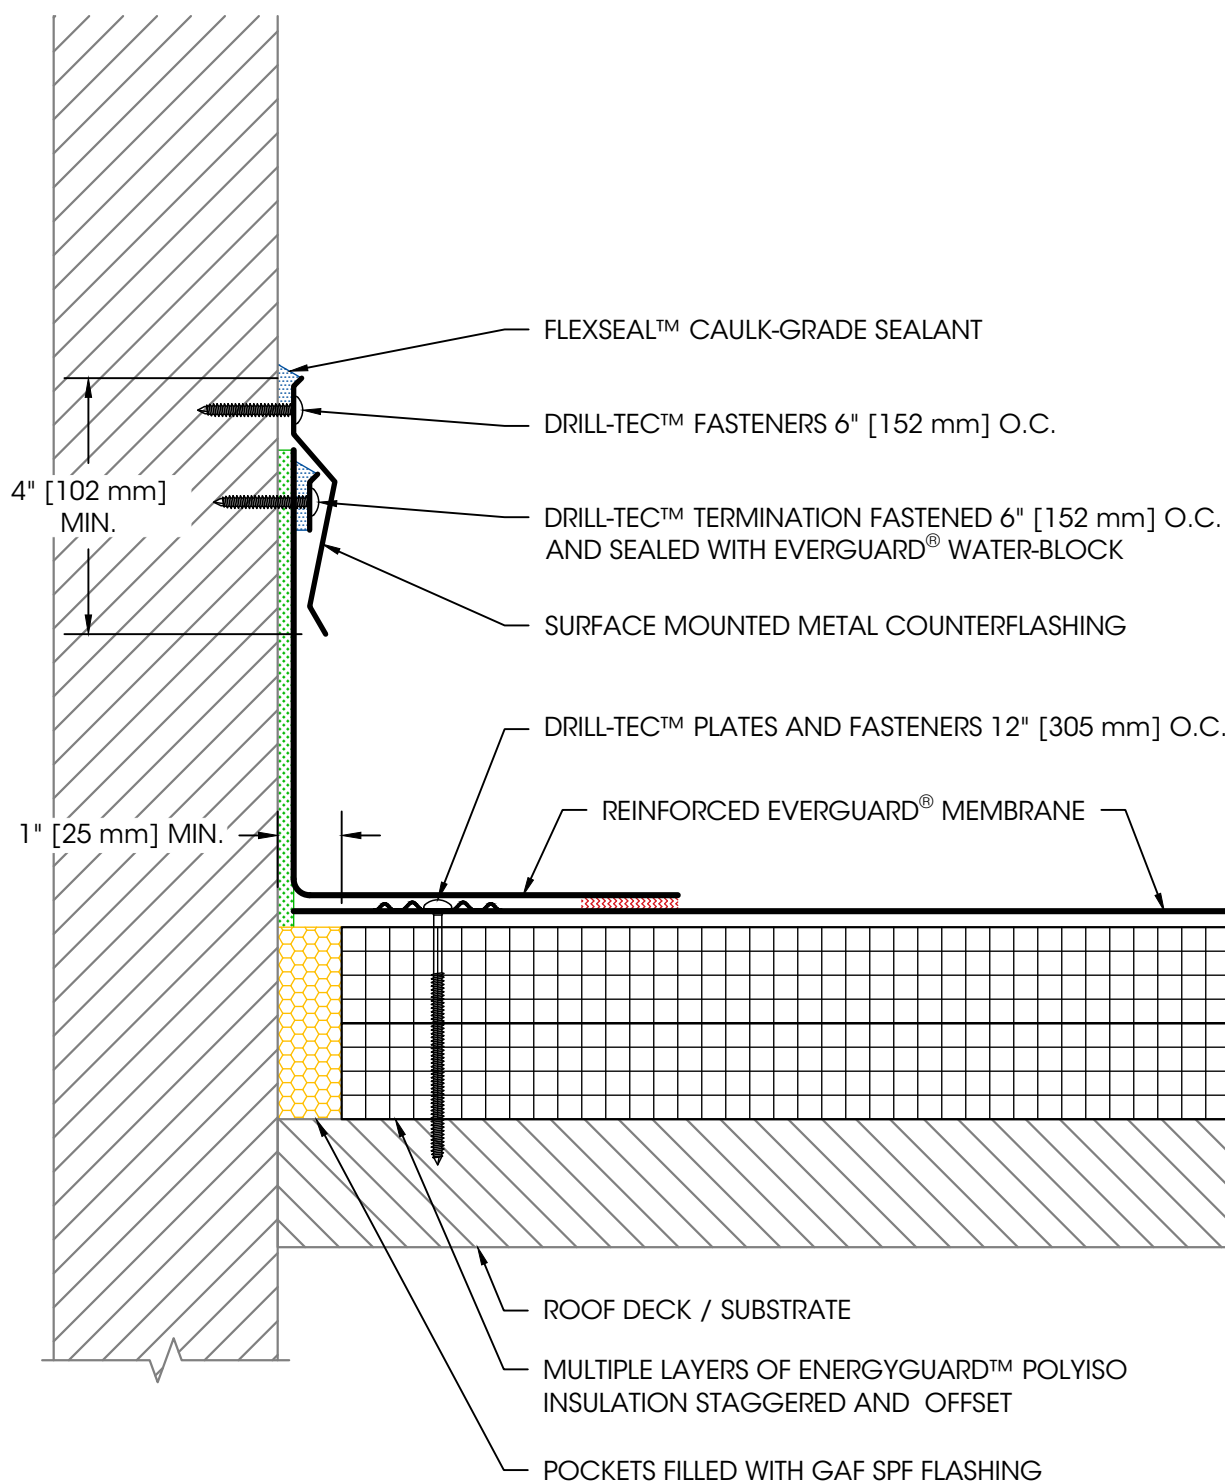 FLEXSEAL™ CAULK-GRADE SEALANT
DRILL-TEC™ FASTENERS 6" [152 mm] O.C.
4" [102 mm]
MIN.
DRILL-TEC™ TERMINATION FASTENED 6" [152 mm] O.C.
AND SEALED WITH EVERGUARD® WATER-BLOCK
SURFACE MOUNTED METAL COUNTERFLASHING
DRILL-TEC™ PLATES AND FASTENERS 12" [305 mm] O.C.
REINFORCED EVERGUARD® MEMBRANE
1" [25 mm] MIN.
ROOF DECK / SUBSTRATE
MULTIPLE LAYERS OF ENERGYGUARD™ POLYISO
INSULATION STAGGERED AND OFFSET
POCKETS FILLED WITH GAF SPF FLASHING